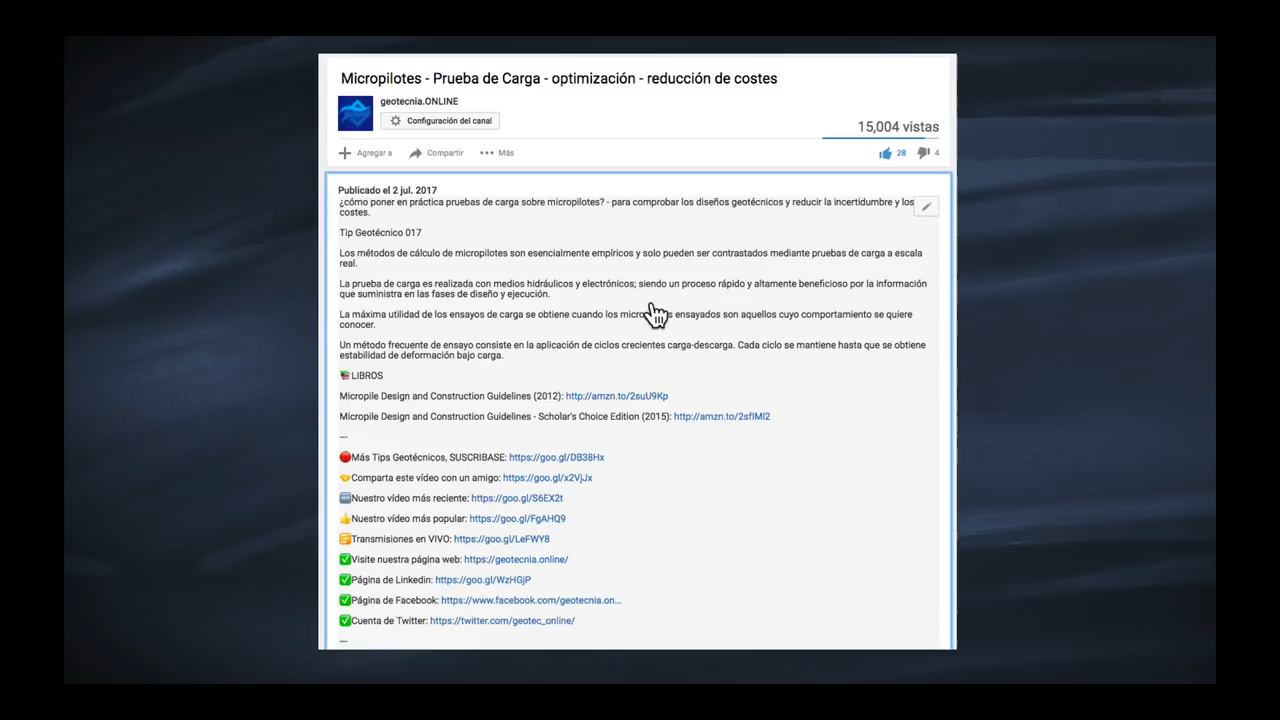 Micropilotes - Prueba de Carga - optimización - reducción de costes
geotecnia.ONLINE
Configuración del canal
15,004 vistas
Agregar a Compartir Más 28 4
Publicado el 2 jul. 2017
¿cómo poner en práctica pruebas de carga sobre micropilotes? - para comprobar los diseños geotécnicos y reducir la incertidumbre y los
costes.
Tip Geotécnico 017
Los métodos de cálculo de micropilotes son esencialmente empíricos y solo pueden ser contrastados mediante pruebas de carga a escala
real.
La prueba de carga es realizada con medios hidráulicos y electrónicos; siendo un proceso rápido y altamente beneficioso por la información
que suministra en las fases de diseño y ejecución.
La máxima utilidad de los ensayos de carga se obtiene cuando los ensayados son aquellos cuyo comportamiento se quiere
conocer.
Un método frecuente de ensayo consiste en la aplicación de ciclos crecientes carga-descarga. Cada ciclo se mantiene hasta que se obtiene
estabilidad de deformación bajo carga.
LIBROS
Micropile Design and Construction Guidelines (2012): http://amzn.to/2suU9Kp
Micropile Design and Construction Guidelines - Scholar's Choice Edition (2015):
---
Más Tips Geotécnicos, SUSCRIBASE: https://goo.gl/DB38Hx
Comparta este vídeo con un amigo: https://goo.gl/x2VjJx
Nuestro vídeo más reciente: https://goo.gl/S6EX2t
Nuestro vídeo más popular: https://goo.gl/FgAHQ9
Transmisiones en VIVO: https://goo.gl/LeFWY8
Visite nuestra página web: https://geotecnia.online/
Página de Linkedin: https://goo.gl/WzHGjP
Página de Facebook: https://www.facebook.com/geotecnia.on...
Cuenta de Twitter: https://twitter.com/geotec_online/
---